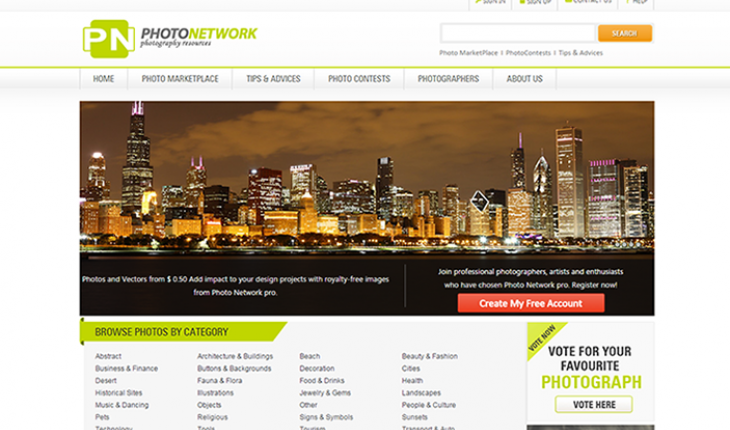 SIGN IN SIGN UP CONTACT US HELP
PN PHOTONETWORK
photography resources
SEARCH
Photo MarketPlace I PhotoContests I Tips & Advices
HOME PHOTO MARKETPLACE TIPS & ADVICES PHOTO CONTESTS PHOTOGRAPHERS ABOUT US
Photos and Vectors from $ 0.50 Add impact to your design projects with royalty-free images
from Photo Network pro.
Join professional photographers, artists and enthusiasts
who have chosen Photo Network pro. Register now!
Create My Free Account
BROWSE PHOTOS BY CATEGORY
Abstract Architecture & Buildings Beach Beauty & Fashion
Business & Finance Buttons & Backgrounds Decoration Cities
Desert Fauna & Flora Food & Drinks Health
Historical Sites Illustrations Jewelry & Gems Landscapes
Music & Dancing Objects Other People & Culture
Pets Religious Signs & Symbols Sunsets
Technology Tools Tourism Transport & Auto
VOTE NOW
VOTE FOR YOUR
FAVOURITE
PHOTOGRAPH
VOTE HERE